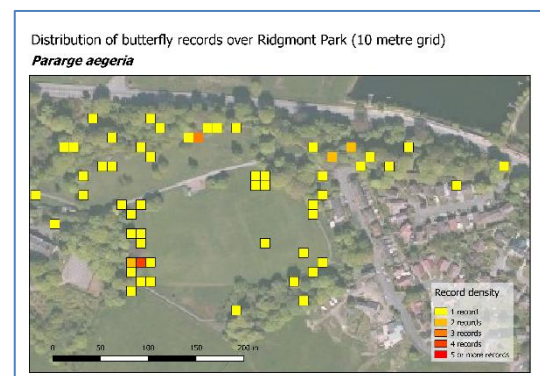 Distribution of butterfly records over Ridgmont Park (10 metre grid)
Pararge aegeria
0 50 100 150 200 m
Record density
1 record
2 records
3 records
4 records
5 or more records